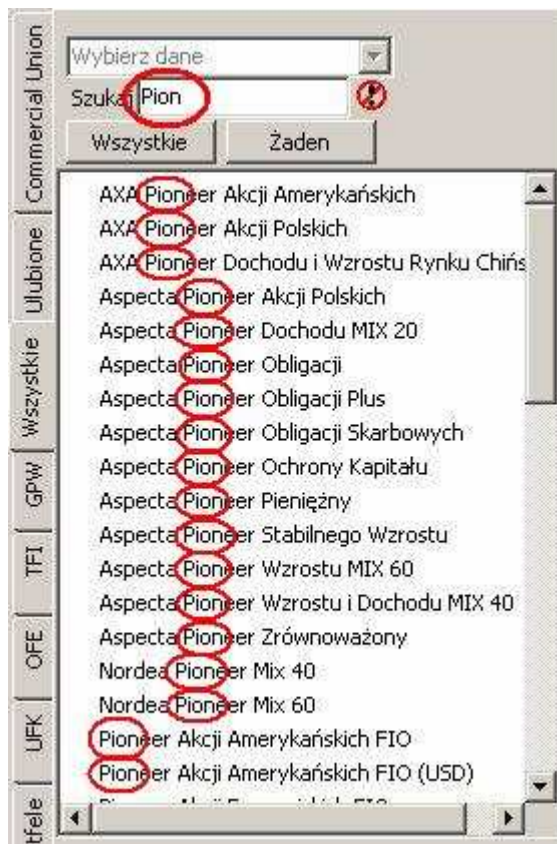 Wybierz dane
Szukaj Pion
Wszystkie Żaden
AXA Pioneer Akcji Amerykańskich
AXA Pioneer Akcji Polskich
AXA Pioneer Dochodu i Wzrostu Rynku Chińs
Aspecta Pioneer Akcji Polskich
Aspecta Pioneer Dochodu MIX 20
Aspecta Pioneer Obligacji
Aspecta Pioneer Obligacji Plus
Aspecta Pioneer Obligacji Skarbowych
Aspecta Pioneer Ochrony Kapitału
Aspecta Pioneer Pieniężny
Aspecta Pioneer Stabilnego Wzrostu
Aspecta Pioneer Wzrostu MIX 60
Aspecta Pioneer Wzrostu i Dochodu MIX 40
Aspecta Pioneer Zrównoważony
Nordea Pioneer Mix 40
Nordea Pioneer Mix 60
Pioneer Akcji Amerykańskich FIO
Pioneer Akcji Amerykańskich FIO (USD)
Commercial Union
Ulubione
Wszystkie
GPW
TFI
OFE
UFK
tfele